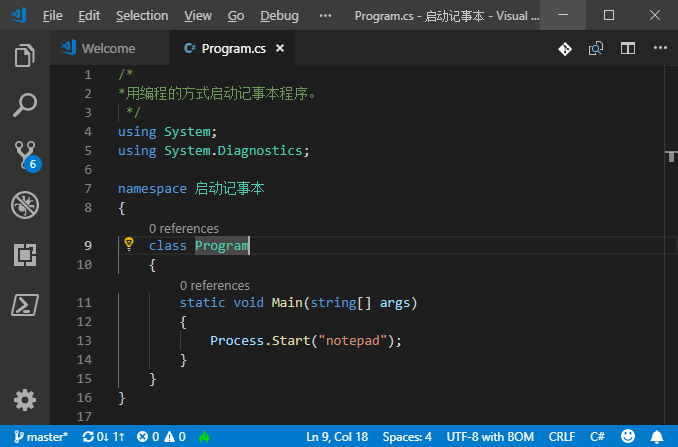 File Edit Selection View Go Debug ··· Program.cs - 启动记事本 - Visual ...
Welcome Program.cs ×
1 /*
2 *用编程的方式启动记事本程序。
3 */
4 using System;
5 using System.Diagnostics;
6
7 namespace 启动记事本
8 {
0 references
9 class Program
10 {
0 references
11 static void Main(string[] args)
12 {
13 Process.Start("notepad");
14 }
15 }
16 }
17
6
master* 0↓ 1↑ 0 0 Ln 9, Col 18 Spaces: 4 UTF-8 with BOM CRLF C#